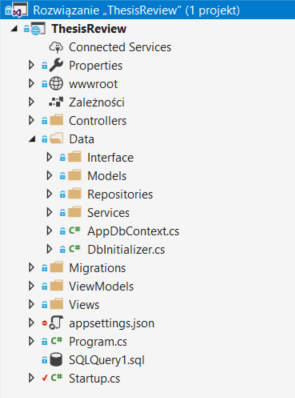 Rozwiązanie „ThesisReview” (1 projekt)
ThesisReview
Connected Services
Properties
wwwroot
Zależności
Controllers
Data
Interface
Models
Repositories
Services
C# AppDbContext.cs
C# DbInitializer.cs
Migrations
ViewModels
Views
appsettings.json
C# Program.cs
SQLQuery1.sql
C# Startup.cs